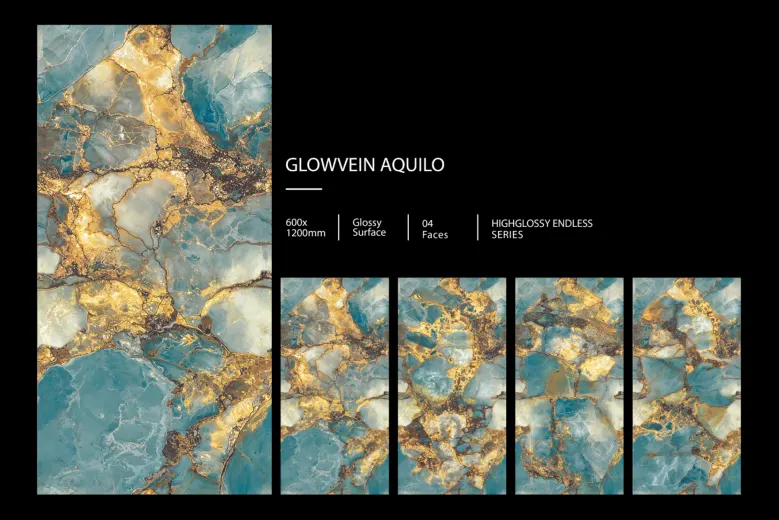 GLOWVEIN AQUILO
600x
1200mm
Glossy
Surface
04
Faces
HIGHGLOSSY ENDLESS
SERIES